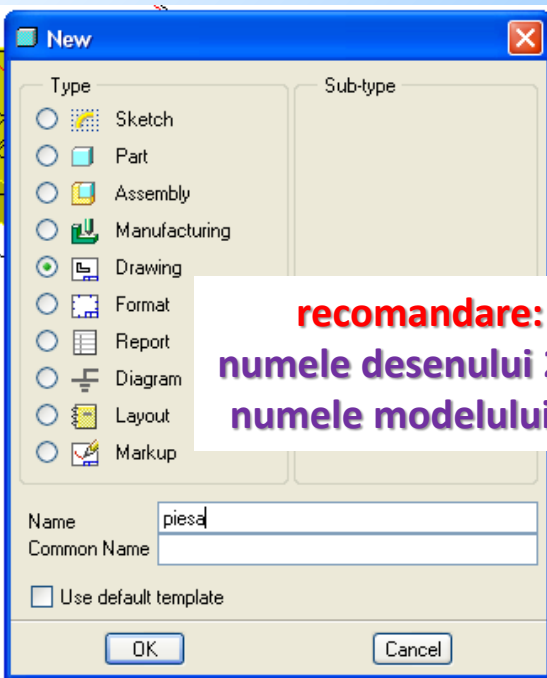 New
Type
Sub-type
Sketch
Part
Assembly
Manufacturing
Drawing
Format
Report
Diagram
Layout
Markup
recomandare:
numele desenului
numele modelului
Name piesa
Common Name
Use default template
OK Cancel